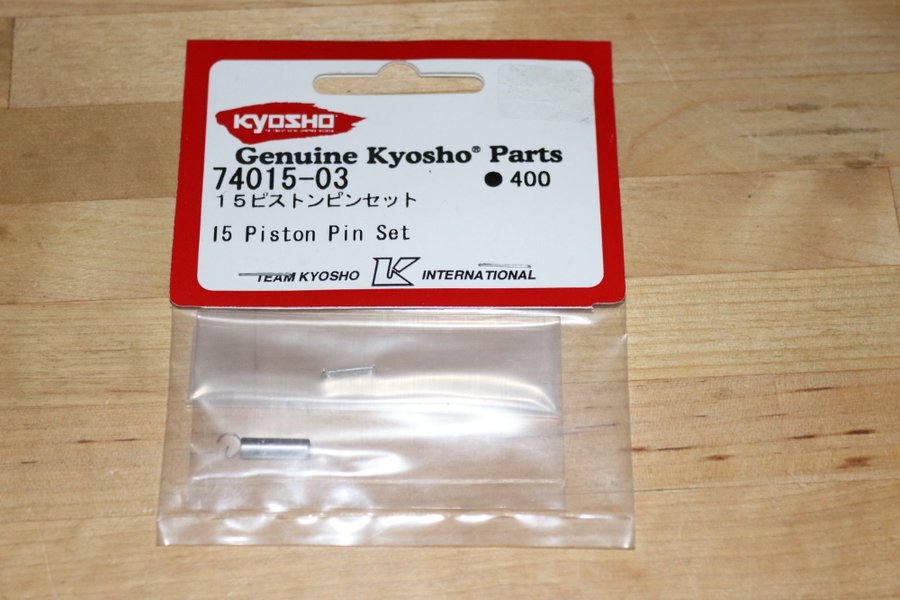 KYOSHO
Genuine Kyosho® Parts
74015-03 ●400
15ピストンピンセット
15 Piston Pin Set
TEAM KYOSHO K INTERNATIONAL